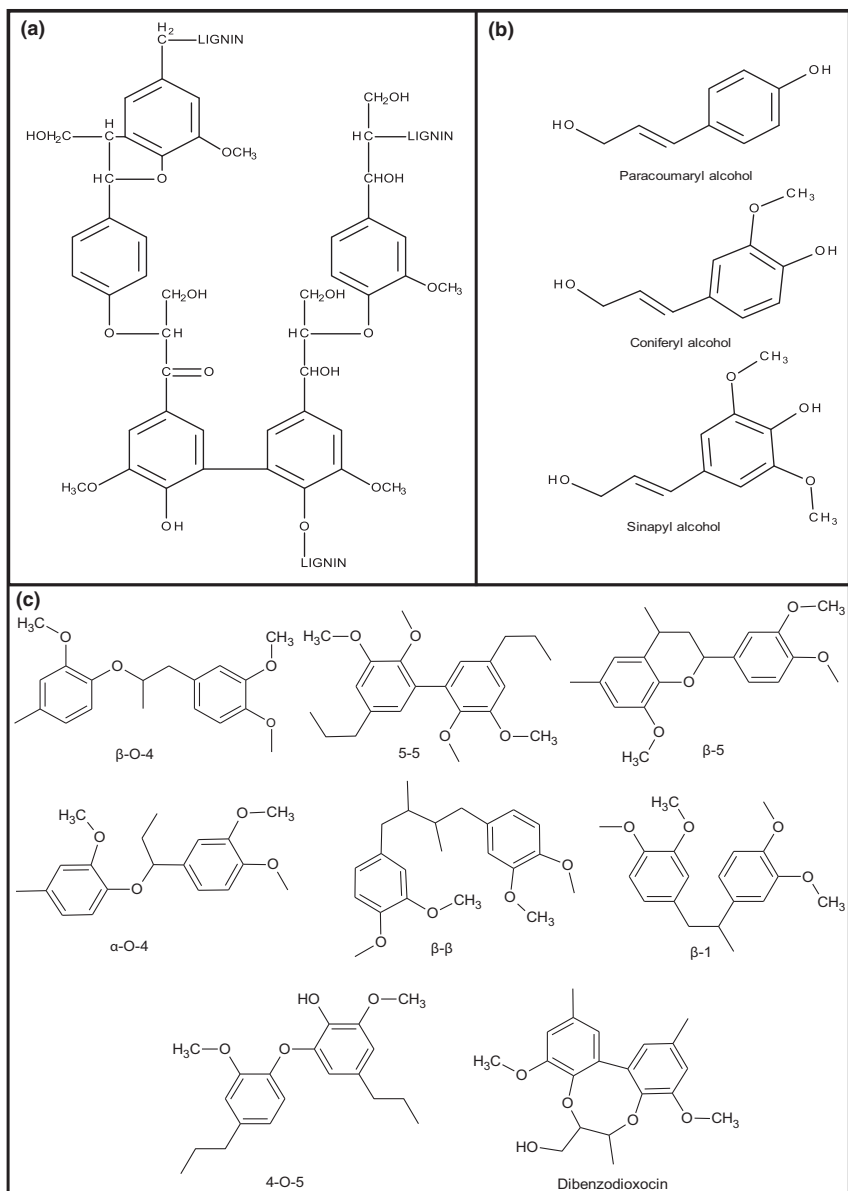 (a)
H2
C
LIGNIN
HOH2C
H
OCH3
HC
O
CH2OH
HC
LIGNIN
CHOH
OCH3
CH2OH
O
CH
CH2OH
HC
O
C
O
CHOH
H3CO
OH
OCH3
O
LIGNIN
(b)
OH
HO
Paracoumaryl alcohol
CH3
O
OH
HO
Coniferyl alcohol
CH3
O
OH
HO
O
CH3
Sinapyl alcohol
(c)
H3C
O
O
O
CH3
O
β-O-4
H3C
O
O
O
O
CH3
5-5
O
CH3
O
O
O
H3C
β-5
H3C
O
O
O
CH3
O
α-O-4
O
CH3
O
O
O
CH3
β-β
O
O
H3C
O
O
CH3
β-1
HO
O
CH3
H3C
O
O
4-O-5
H3C
O
O
O
O
CH3
HO
Dibenzodioxocin